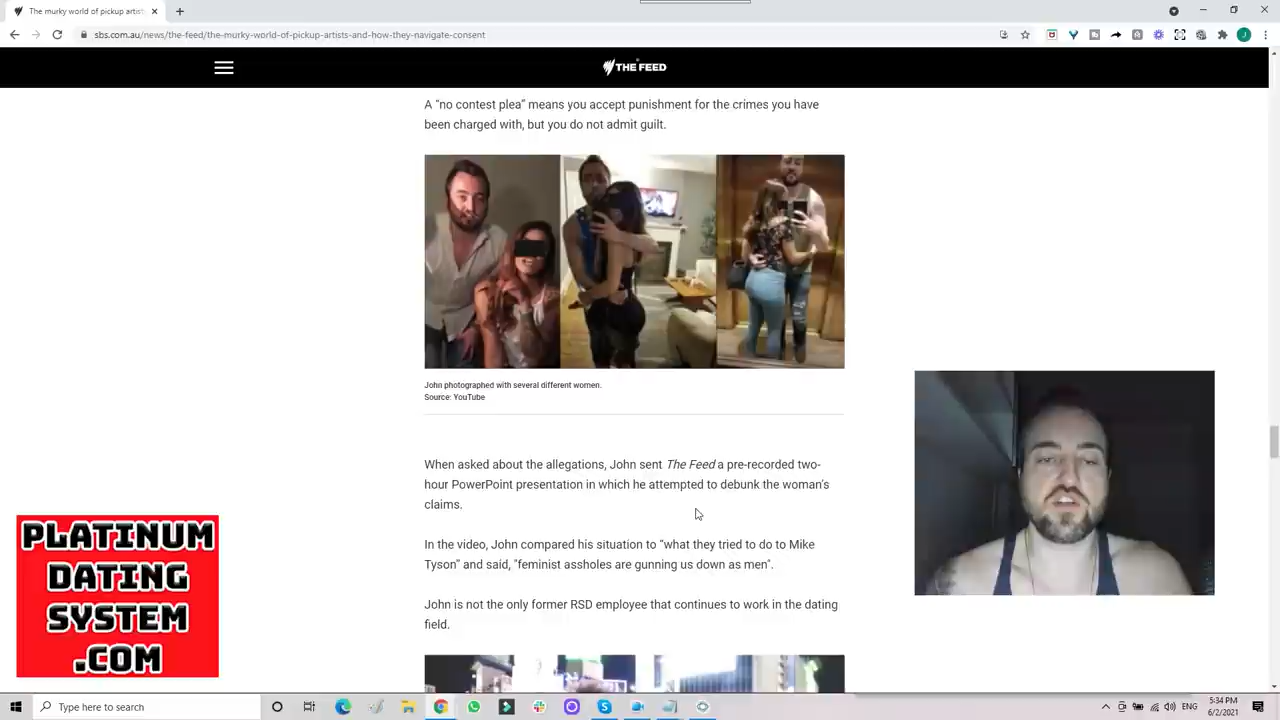 The murky world of pickup artist
sbs.com.au/news/the-feed/the-murky-world-of-pickup-artists-and-how-they-navigate-consent
THE FEED
A “no contest plea” means you accept punishment for the crimes you have
been charged with, but you do not admit guilt.
John photographed with several different women.
Source: YouTube
When asked about the allegations, John sent The Feed a pre-recorded two-
hour PowerPoint presentation in which he attempted to debunk the woman's
claims.
In the video, John compared his situation to “what they tried to do to Mike
Tyson” and said, "feminist assholes are gunning us down as men".
John is not the only former RSD employee that continues to work in the dating
field.
PLATINUM
DATING
SYSTEM
.COM
Type here to search
5:34 PM
6/2/2021